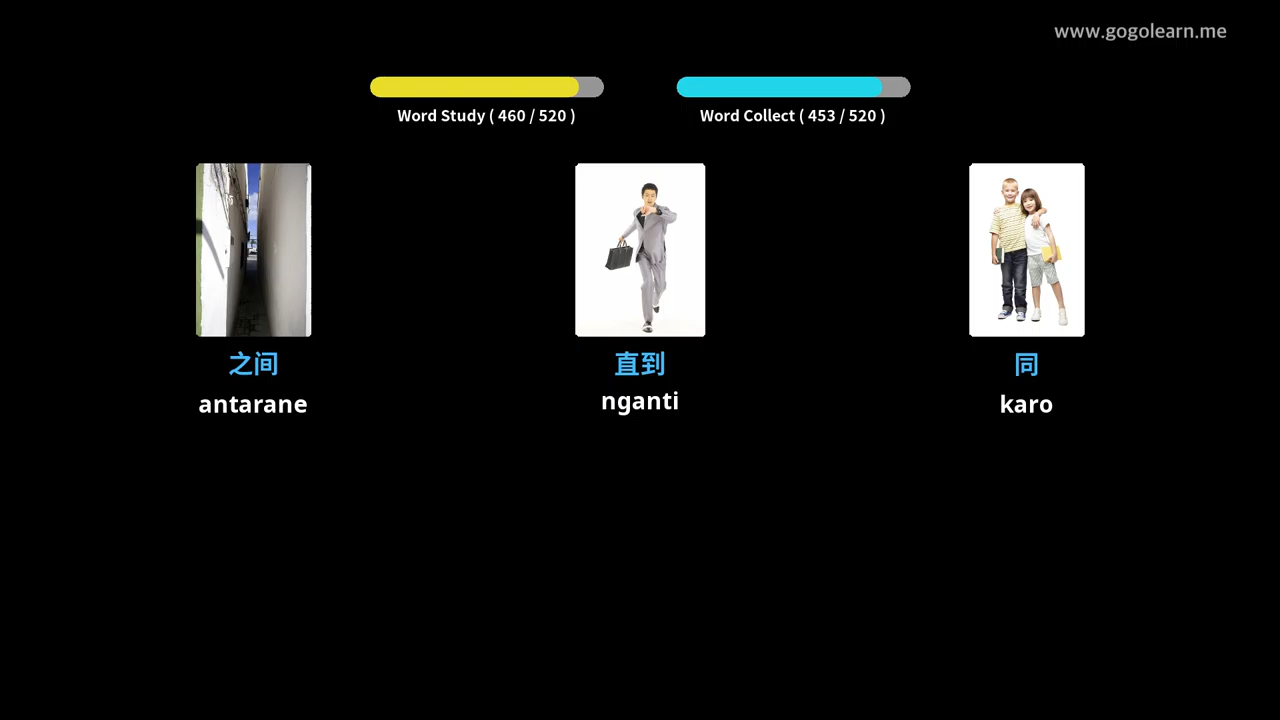 www.gogolearn.me
Word Study ( 460 / 520 )
Word Collect ( 453 / 520 )
之间
直到
同
antarane
nganti
karo